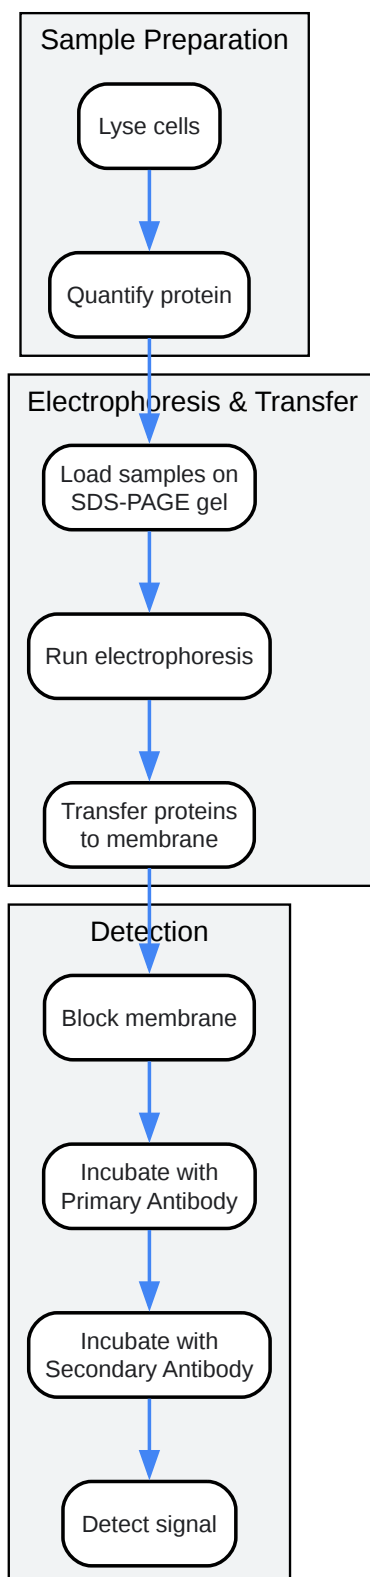 Sample Preparation
Lyse cells
Quantify protein
Electrophoresis & Transfer
Load samples on
SDS-PAGE gel
Run electrophoresis
Transfer proteins
to membrane
Detection
Block membrane
Incubate with
Primary Antibody
Incubate with
Secondary Antibody
Detect signal